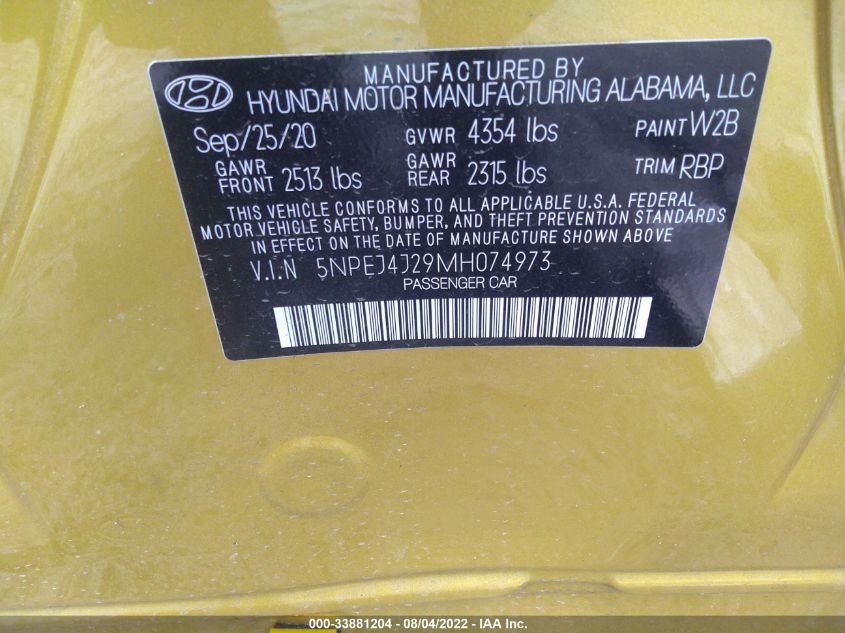 MANUFACTURED BY
HYUNDAI MOTOR MANUFACTURING ALABAMA, LLC
Sep/25/20 GVWR 4354 lbs PAINT W2B
GAWR FRONT 2513 lbs GAWR REAR 2315 lbs TRIM RBP
THIS VEHICLE CONFORMS TO ALL APPLICABLE U.S.A. FEDERAL
MOTOR VEHICLE SAFETY, BUMPER, AND THEFT PREVENTION STANDARDS
IN EFFECT ON THE DATE OF MANUFACTURE SHOWN ABOVE
V.I.N 5NPEJ4J29MH074973
PASSENGER CAR
000-33881204 - 08/04/2022 - IAA Inc.